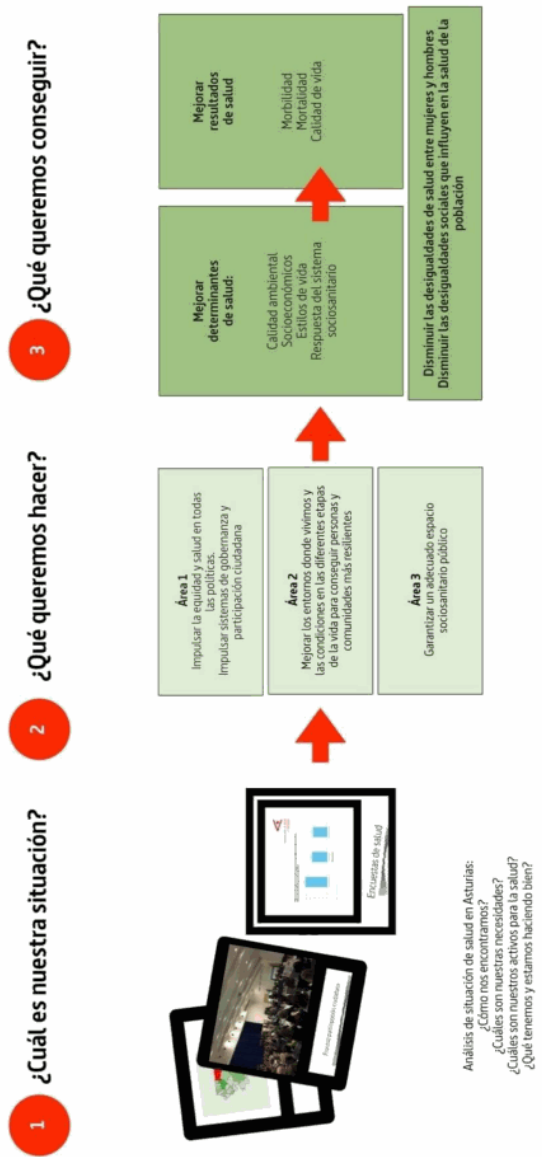 1
¿Cuál es nuestra situación?
Encuestas de salud
Análisis de situación de salud en Asturias:
¿Cómo nos encontramos?
¿Cuáles son nuestras necesidades?
¿Cuáles son nuestros activos para la salud?
¿Qué tenemos y estamos haciendo bien?
2
¿Qué queremos hacer?
Área 1
Impulsar la equidad y salud en todas
las políticas.
Impulsar sistemas de gobernanza y
participación ciudadana
Área 2
Mejorar los entornos donde vivimos y
las condiciones en las diferentes etapas
de la vida para conseguir personas y
comunidades más resilientes
Área 3
Garantizar un adecuado espacio
sociosanitario público
3
¿Qué queremos conseguir?
Mejorar
determinantes
de salud:
Calidad ambiental
Socioeconómicos
Estilos de vida
Respuesta del sistema
sociosanitario
Mejorar
resultados
de salud
Morbilidad
Mortalidad
Calidad de vida
Disminuir las desigualdades de salud entre mujeres y hombres
Disminuir las desigualdades sociales que influyen en la salud de la
población